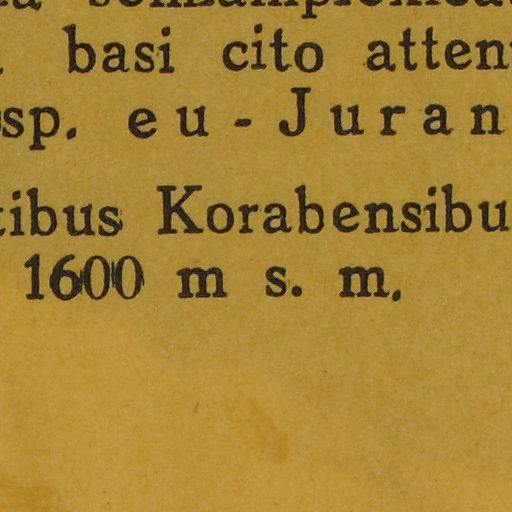 basi cito atten
sp. eu-Juran
tibus Korabensibu
1600 m s. m.